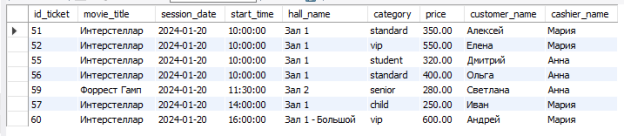 id_ticket movie_title session_date start_time hall_name category price customer_name cashier_name
51 Интерстеллар 2024-01-20 10:00:00 Зал 1 standard 350.00 Алексей Мария
52 Интерстеллар 2024-01-20 10:00:00 Зал 1 vip 550.00 Елена Мария
55 Интерстеллар 2024-01-20 10:00:00 Зал 1 student 320.00 Дмитрий Анна
56 Интерстеллар 2024-01-20 10:00:00 Зал 1 standard 400.00 Ольга Анна
59 Форрест Гамп 2024-01-20 11:30:00 Зал 2 senior 280.00 Светлана Анна
57 Интерстеллар 2024-01-20 14:00:00 Зал 1 child 250.00 Иван Мария
60 Интерстеллар 2024-01-20 16:00:00 Зал 1 - Большой vip 600.00 Андрей Мария